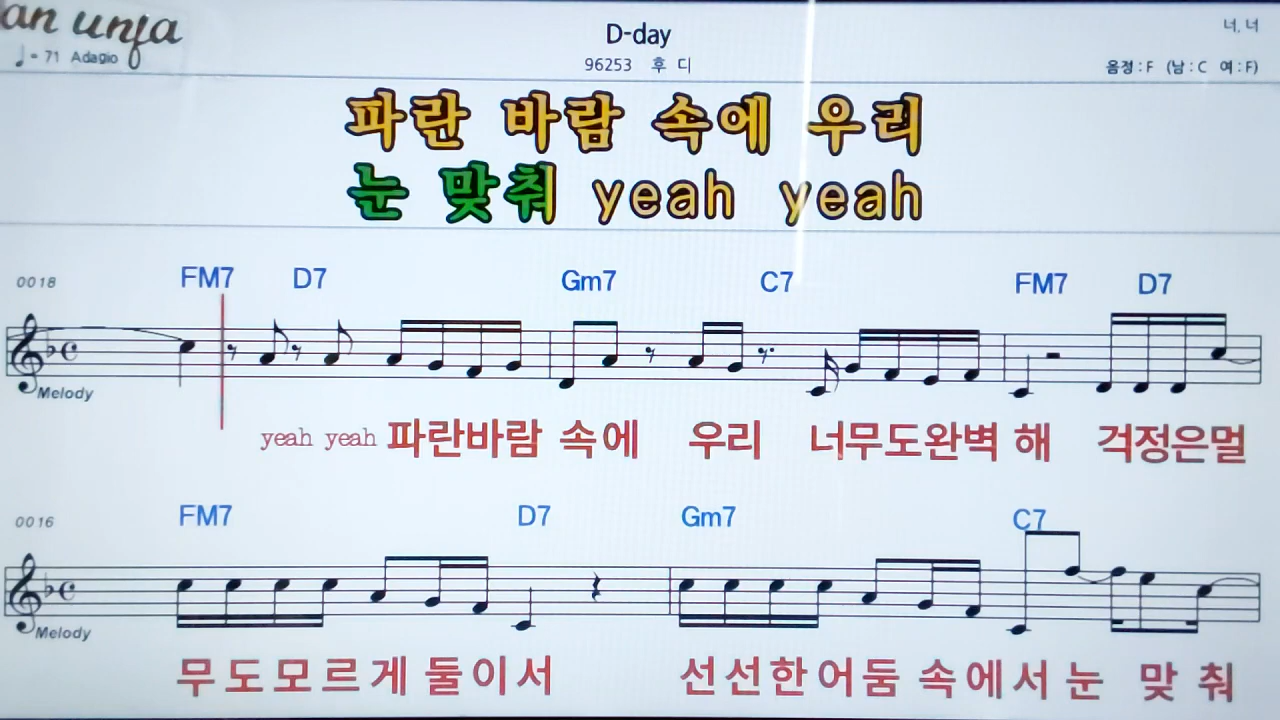 an unja
♩= 71 Adagio
D-day
96253 후 디
너, 너
음정 : F (남 : C 여 : F)
파란 바람 속에 우리
눈 맞춰 yeah yeah
0018 FM7 D7 Gm7 C7 FM7 D7
Melody
yeah yeah 파란바람 속에 우리 너무도완벽 해 걱정은멀
0016 FM7 D7 Gm7 C7
Melody
무도모르게 둘이서 선선한어둠 속에서 눈 맞 춰